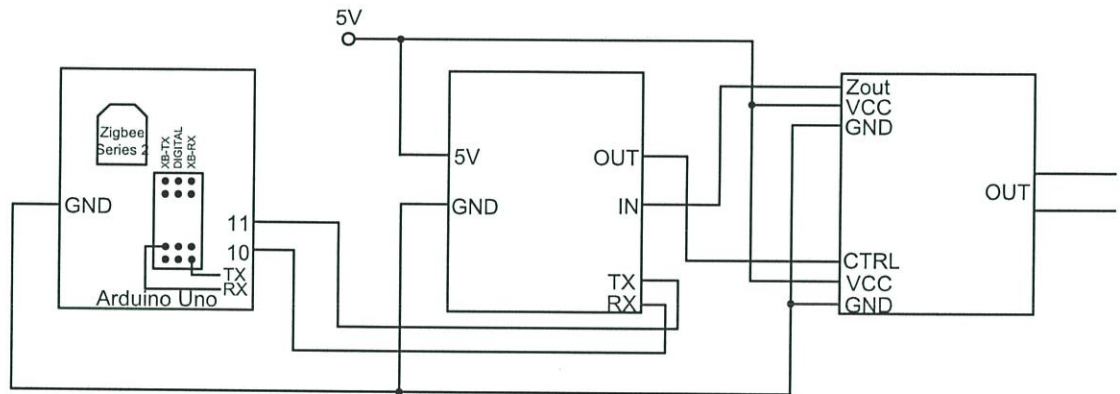 5V
Zigbee
Series 2
XB-TX
DIGITAL
XB-RX
GND
11
10
TX
RX
Arduino Uno
5V
GND
OUT
IN
TX
RX
Zout
VCC
GND
OUT
CTRL
VCC
GND